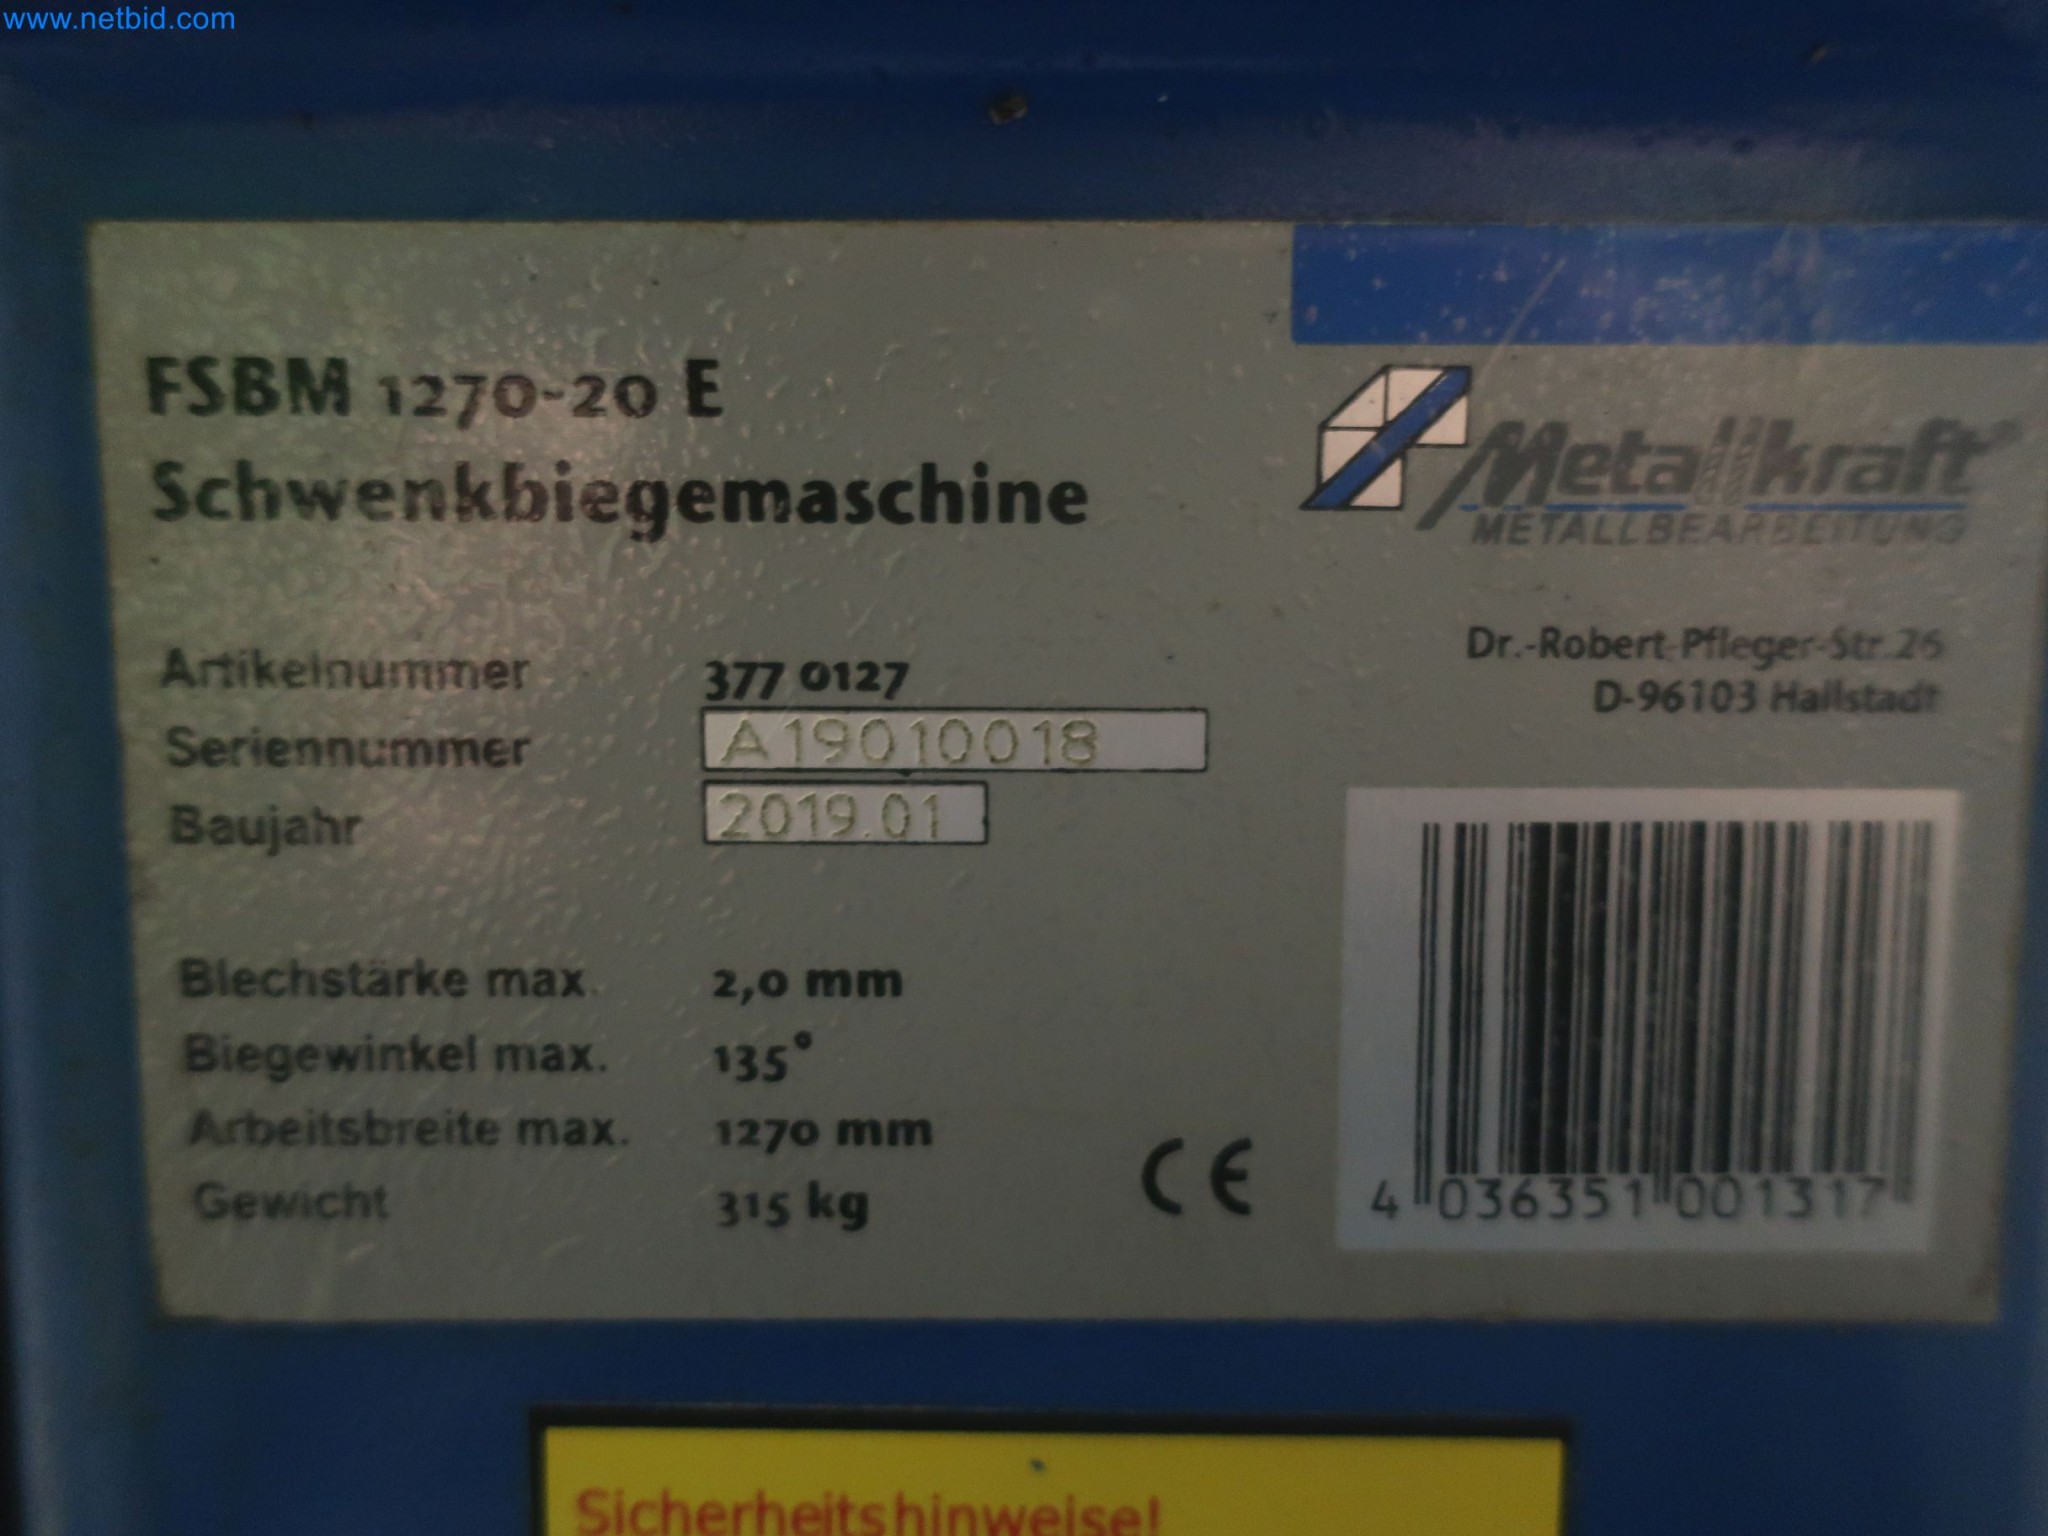 www.netbid.com
FSBM 1270-20 E
Schwenkbiegemaschine
Metallkraft®
METALLBEARBEITUNG
Dr.-Robert-Pfleger-Str. 26
D-96103 Hallstadt
Artikelnummer 377 0127
Seriennummer A19010018
Baujahr 2019.01
Blechstärke max. 2,0 mm
Biegewinkel max. 135°
Arbeitsbreite max. 1270 mm
Gewicht 315 kg
CE
4 036351 001317
Sicherheitshinweise!